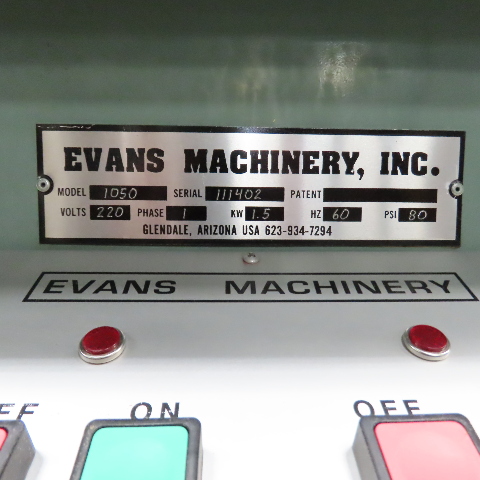 EVANS MACHINERY, INC.
MODEL 1050 SERIAL 111402 PATENT
VOLTS 220 PHASE 1 KW 1.5 HZ 60 PSI 80
GLENDALE, ARIZONA USA 623-934-7294
EVANS MACHINERY
FF ON OFF